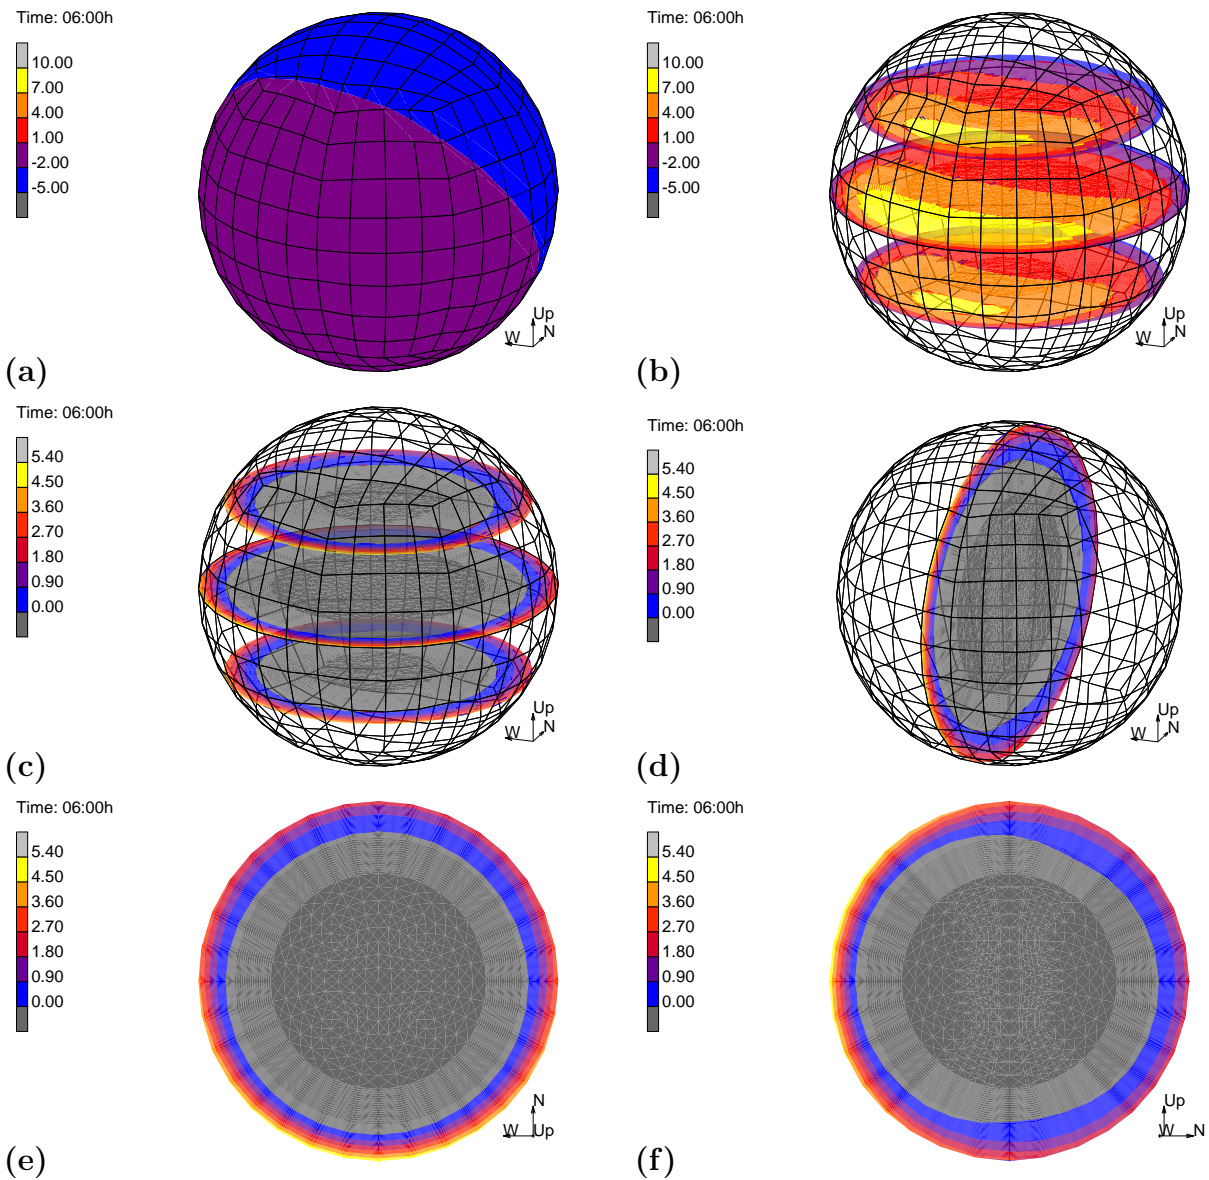 Time: 06:00h
10.00
7.00
4.00
1.00
-2.00
-5.00
Up
W
N
(a)
Time: 06:00h
10.00
7.00
4.00
1.00
-2.00
-5.00
Up
W
N
(b)
Time: 06:00h
5.40
4.50
3.60
2.70
1.80
0.90
0.00
Up
W
N
(c)
Time: 06:00h
5.40
4.50
3.60
2.70
1.80
0.90
0.00
Up
W
N
(d)
Time: 06:00h
5.40
4.50
3.60
2.70
1.80
0.90
0.00
N
W Up
(e)
Time: 06:00h
5.40
4.50
3.60
2.70
1.80
0.90
0.00
Up
W N
(f)